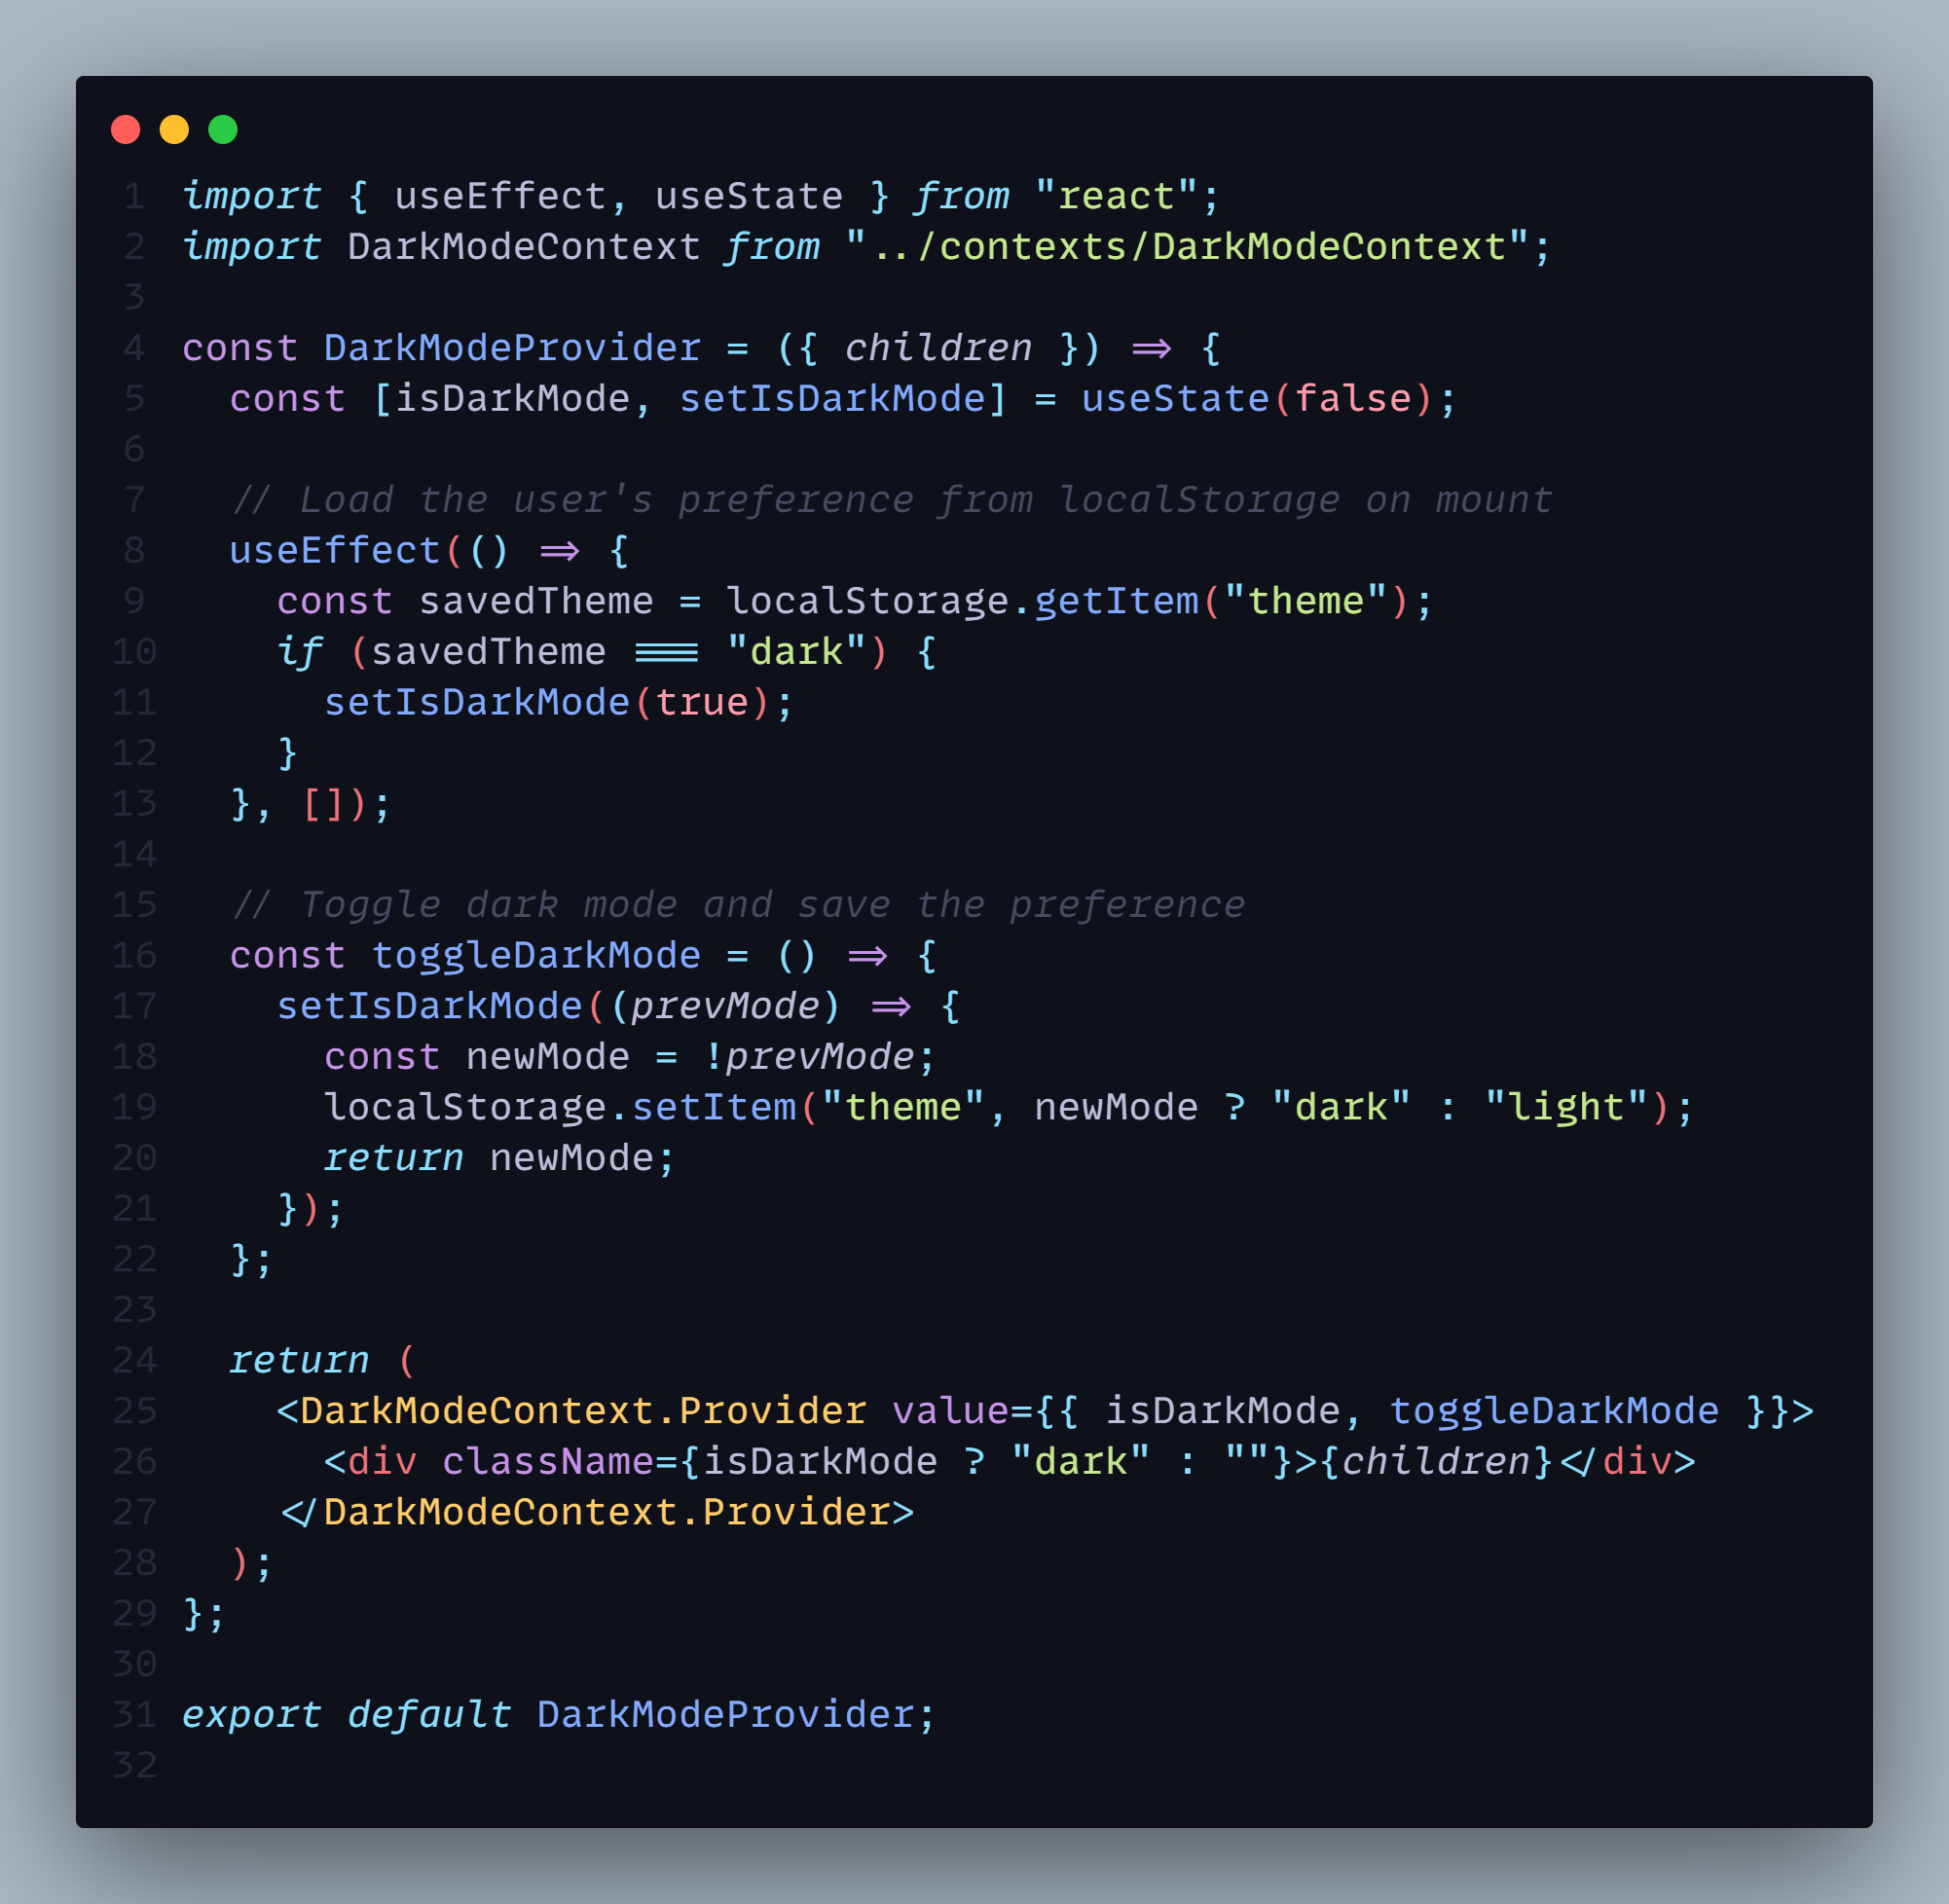 1 import { useEffect, useState } from "react";
2 import DarkModeContext from "../contexts/DarkModeContext";
3
4 const DarkModeProvider = ({ children }) => {
5   const [isDarkMode, setIsDarkMode] = useState(false);
6
7   // Load the user's preference from localStorage on mount
8   useEffect(() => {
9     const savedTheme = localStorage.getItem("theme");
10     if (savedTheme === "dark") {
11       setIsDarkMode(true);
12     }
13   }, []);
14
15   // Toggle dark mode and save the preference
16   const toggleDarkMode = () => {
17     setIsDarkMode((prevMode) => {
18       const newMode = !prevMode;
19       localStorage.setItem("theme", newMode ? "dark" : "light");
20       return newMode;
21     });
22   };
23
24   return (
25     <DarkModeContext.Provider value={{ isDarkMode, toggleDarkMode }}>
26       <div className={isDarkMode ? "dark" : ""}>{children}</div>
27     </DarkModeContext.Provider>
28   );
29 };
30
31 export default DarkModeProvider;
32